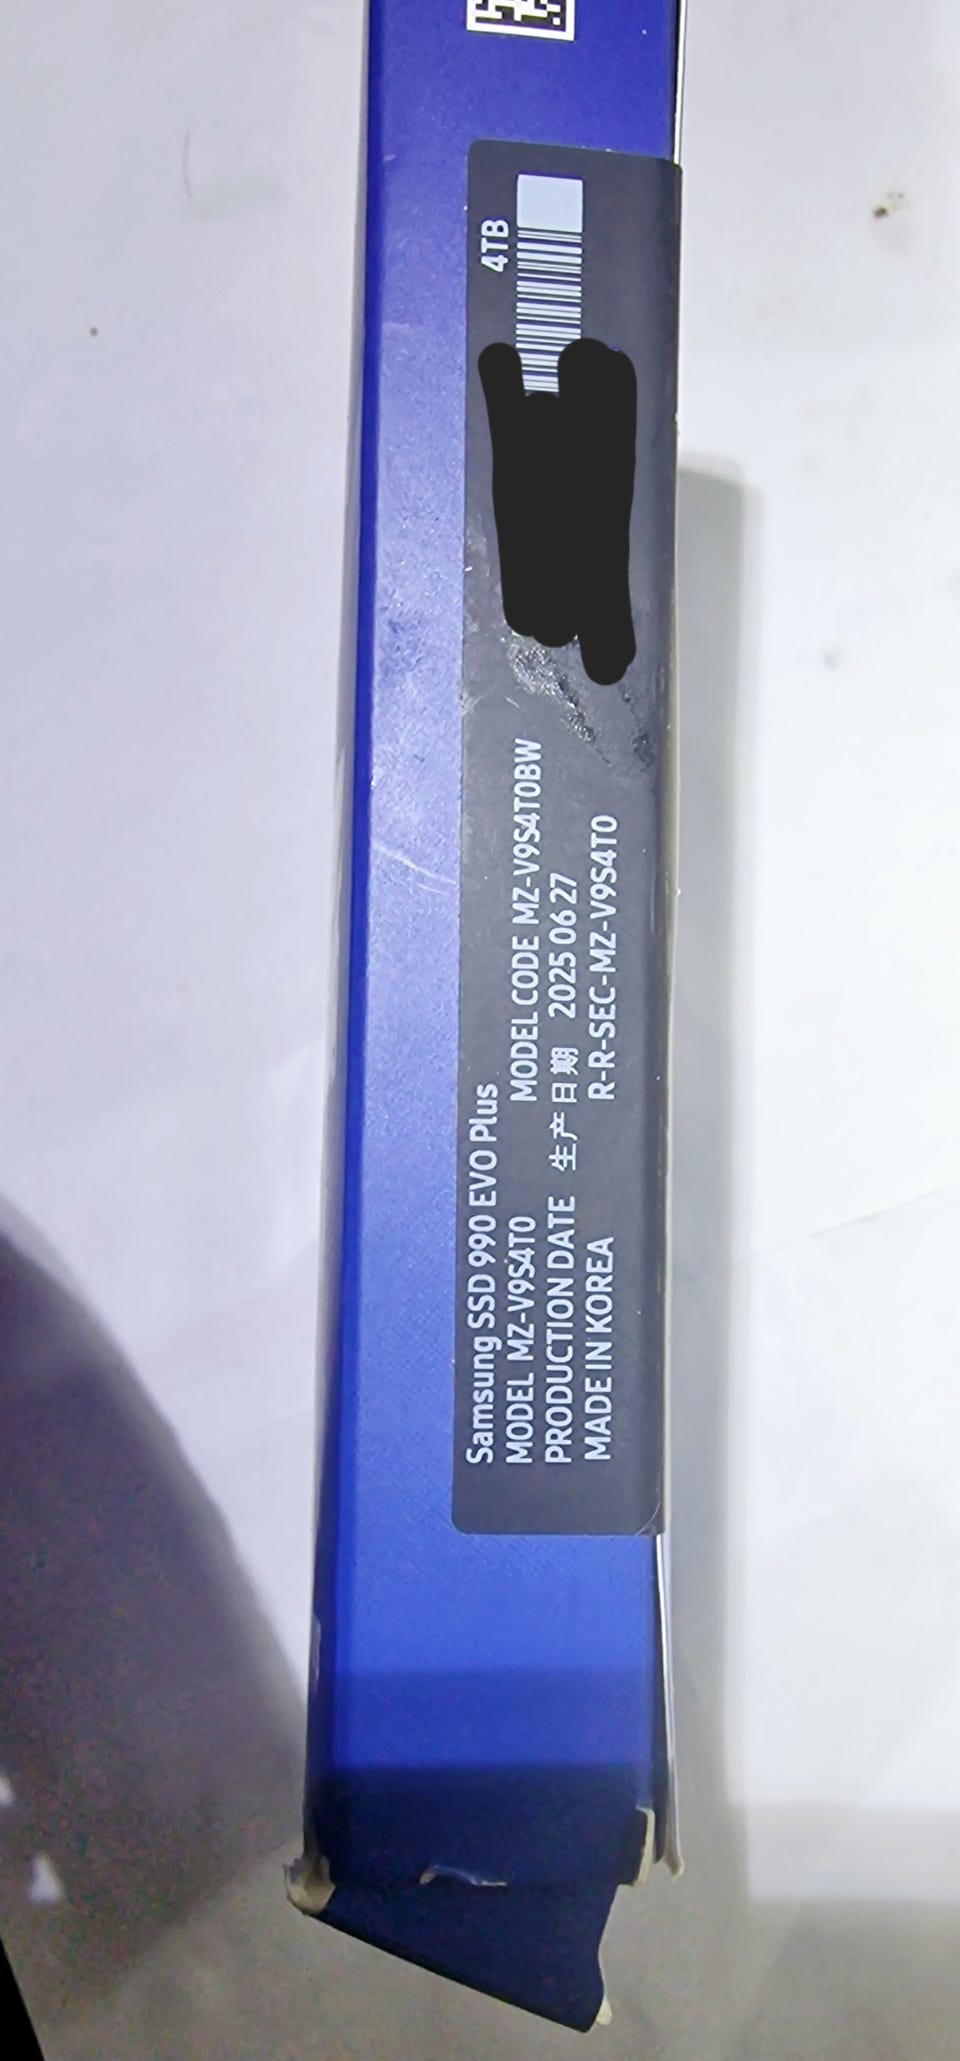 Samsung SSD 990 EVO Plus
4TB
MODEL MZ-V9S4T0 MODEL CODE MZ-V9S4T0BW
PRODUCTION DATE 生产日期 2025 06 27
MADE IN KOREA R-R-SEC-MZ-V9S4T0